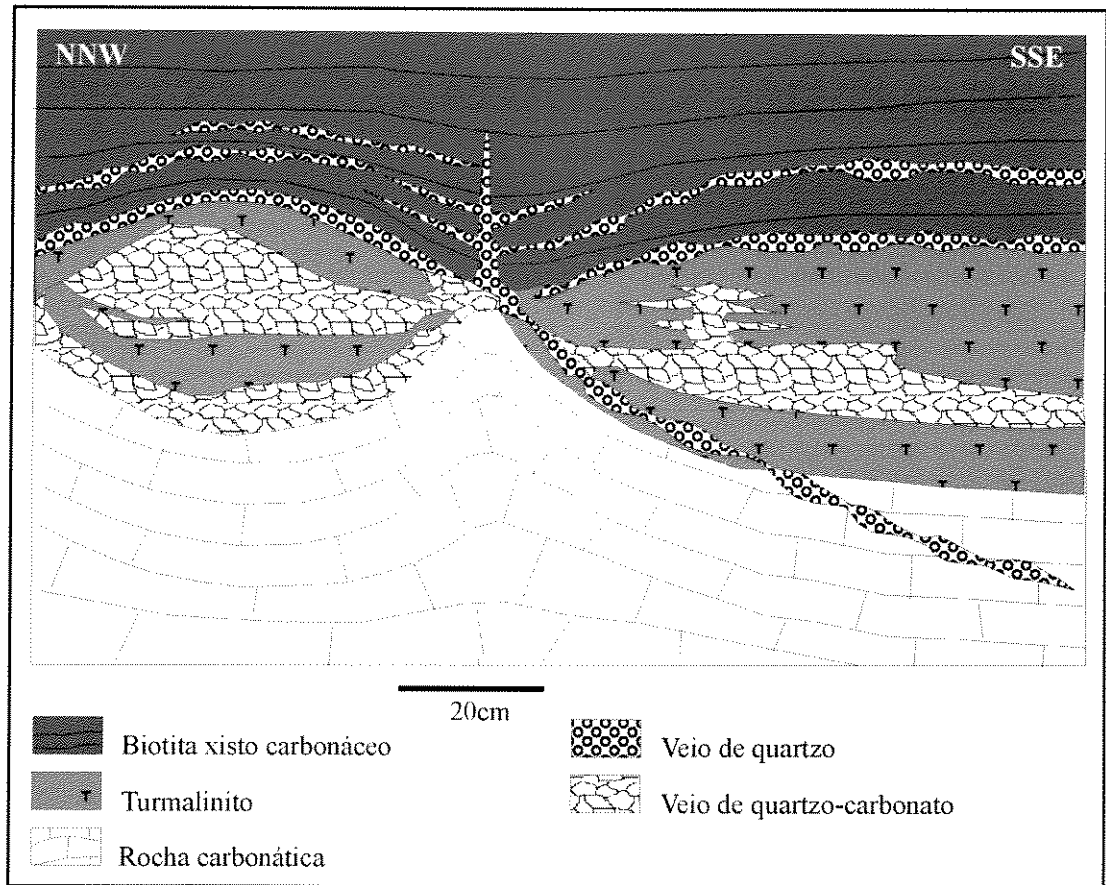 NNW
SSE
20cm
Biotita xisto carbonáceo
Turmalinito
Rocha carbonática
Veio de quartzo
Veio de quartzo-carbonato